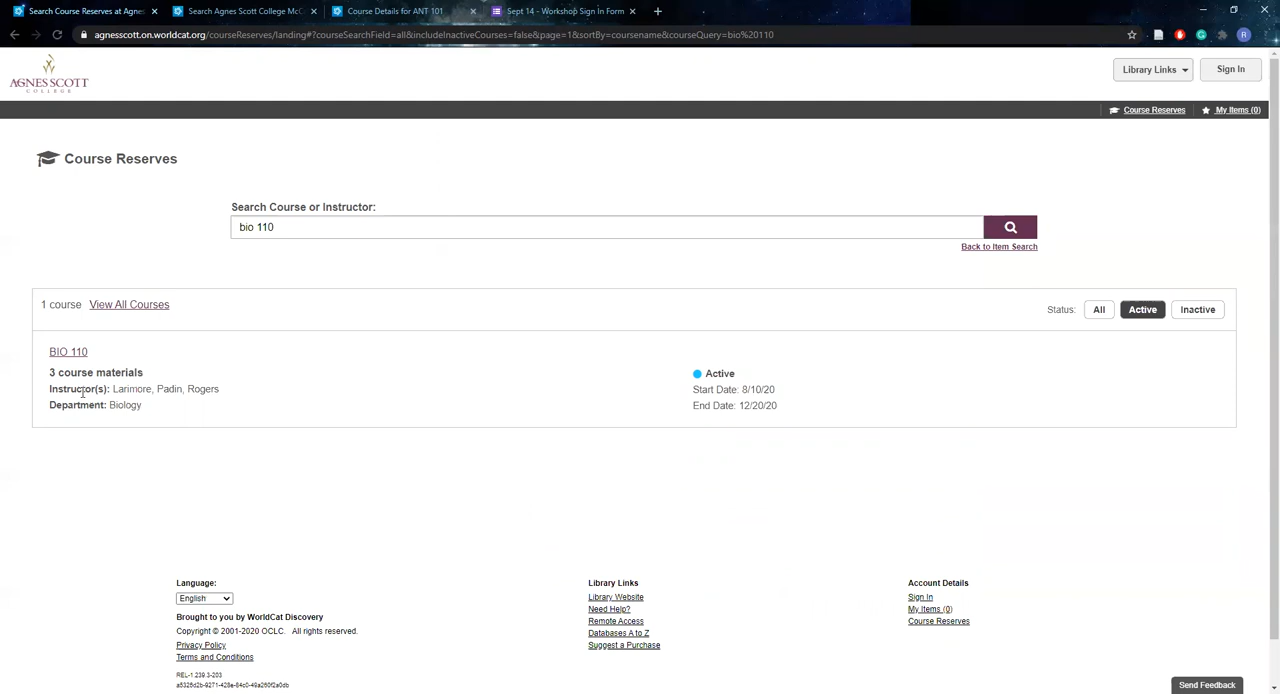 Search Course Reserves at Agnes
Search Agnes Scott College McC
Course Details for ANT 101
Sept 14 - Workshop Sign In Form
agnesscott.on.worldcat.org/courseReserves/landing#?courseSearchField=all&includeInactiveCourses=false&page=1&sortBy=coursename&courseQuery=bio%20110
R
AGNES SCOTT
COLLEGE
Library Links
Sign In
Course Reserves
My Items (0)
Course Reserves
Search Course or Instructor:
bio 110
Back to Item Search
1 course View All Courses
Status: All Active Inactive
BIO 110
3 course materials
Instructor(s): Larimore, Padin, Rogers
Department: Biology
Active
Start Date: 8/10/20
End Date: 12/20/20
Language:
English
Brought to you by WorldCat Discovery
Copyright © 2001-2020 OCLC. All rights reserved.
Privacy Policy
Terms and Conditions
REL-1.239.3-203
Library Links
Library Website
Need Help?
Remote Access
Databases A to Z
Suggest a Purchase
Account Details
Sign In
My Items (0)
Course Reserves
Send Feedback